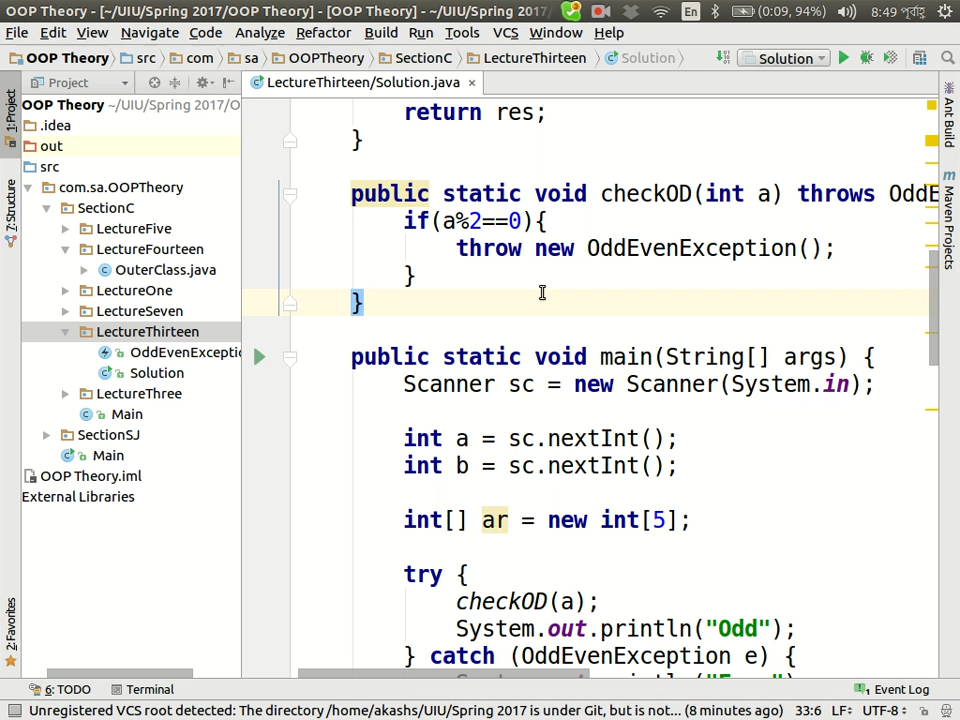 OOP Theory - [~/UIU/Spring 2017/OOP Theory] - [OOP Theory] - ~/UIU/Spring 2017/
En (0:09, 94%) 8:49 পূর্বাহ্ণ
File Edit View Navigate Code Analyze Refactor Build Run Tools VCS Window Help
OOP Theory src com sa OOPTheory SectionC LectureThirteen Solution Solution
Project LectureThirteen/Solution.java ×
OOP Theory ~/UIU/Spring 2017/O
.idea
out
src
com.sa.OOPTheory
SectionC
LectureFive
LectureFourteen
OuterClass.java
LectureOne
LectureSeven
LectureThirteen
OddEvenExceptio
Solution
LectureThree
Main
SectionSJ
Main
OOP Theory.iml
External Libraries
1: Project
7: Structure
2: Favorites
return res;
}
public static void checkOD(int a) throws OddE
if(a%2==0){
throw new OddEvenException();
}
}
public static void main(String[] args) {
Scanner sc = new Scanner(System.in);
int a = sc.nextInt();
int b = sc.nextInt();
int[] ar = new int[5];
try {
checkOD(a);
System.out.println("Odd");
} catch (OddEvenException e) {
Ant Build
Maven Projects
6: TODO Terminal Event Log
Unregistered VCS root detected: The directory /home/akashs/UIU/Spring 2017 is under Git, but is not... (8 minutes ago) 33:6 LF UTF-8